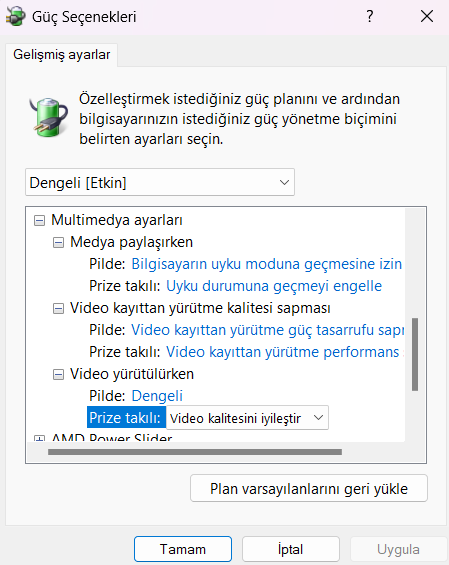 Güç Seçenekleri
?
Gelişmiş ayarlar
Özelleştirmek istediğiniz güç planını ve ardından
bilgisayarınızın istediğiniz güç yönetme biçimini
belirten ayarları seçin.
Dengeli [Etkin]
Multimedya ayarları
Medya paylaşırken
Pilde: Bilgisayarın uyku moduna geçmesine izin
Prize takılı: Uyku durumuna geçmeyi engelle
Video kayıttan yürütme kalitesi sapması
Pilde: Video kayıttan yürütme güç tasarrufu sapı
Prize takılı: Video kayıttan yürütme performans
Video yürütülürken
Pilde: Dengeli
Prize takılı: Video kalitesini iyileştir
AMD Power Slider
Plan varsayılanlarını geri yükle
Tamam
İptal
Uygula